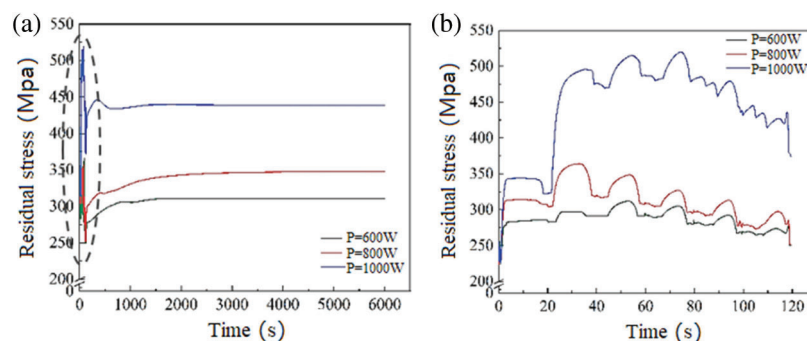 (a)
550
500
450
400
350
300
250
200
0
Residual stress (Mpa)
P=600W
P=800W
P=1000W
0 1000 2000 3000 4000 5000 6000
Time (s)
(b)
550
500
450
400
350
300
250
200
0
Residual stress (Mpa)
P=600W
P=800W
P=1000W
0 20 40 60 80 100 120
Time (s)